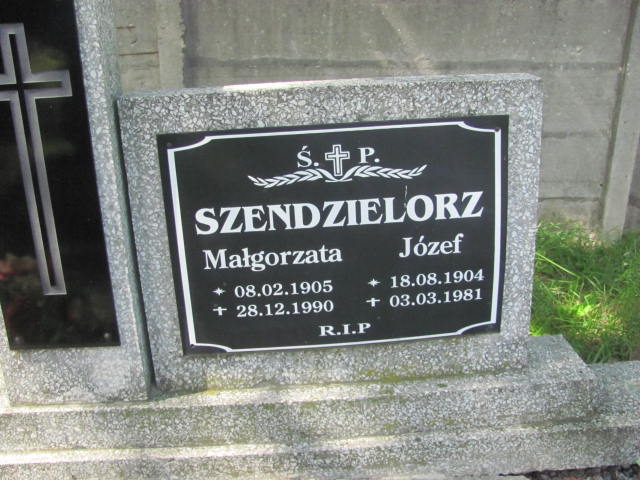 Ś. P.
SZENDZIELORZ
Małgorzata Józef
* 08.02.1905 * 18.08.1904
✝ 28.12.1990 ✝ 03.03.1981
R.I.P